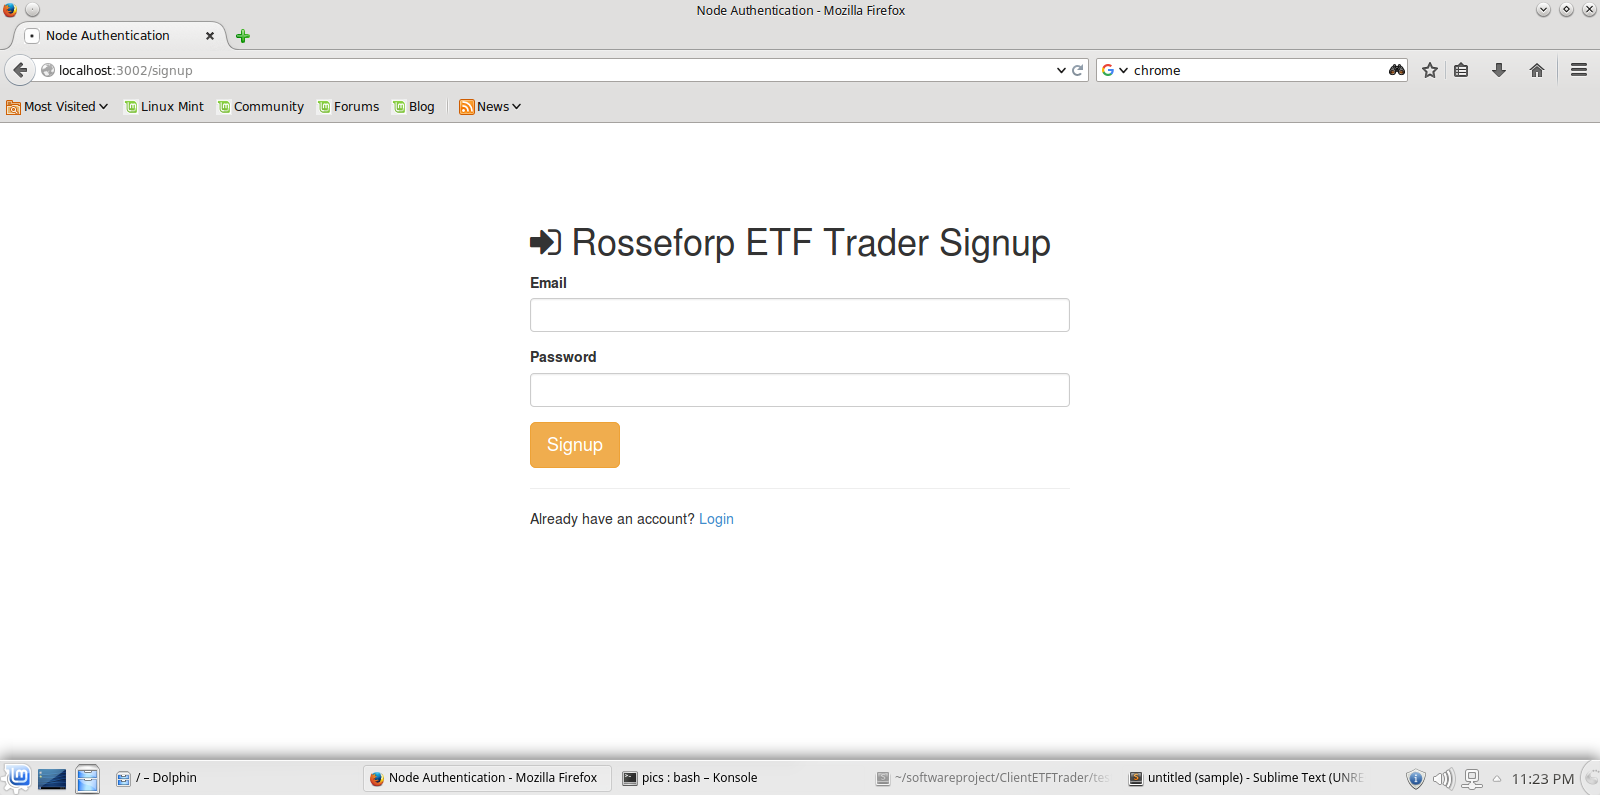 Node Authentication - Mozilla Firefox
Node Authentication
localhost:3002/signup
chrome
Most Visited
Linux Mint
Community
Forums
Blog
News
Rosseforp ETF Trader Signup
Email
Password
Signup
Already have an account? Login
/ – Dolphin
Node Authentication - Mozilla Firefox
pics : bash – Konsole
~/softwareproject/ClientETFTrader/tes
untitled (sample) - Sublime Text (UNRE
11:23 PM